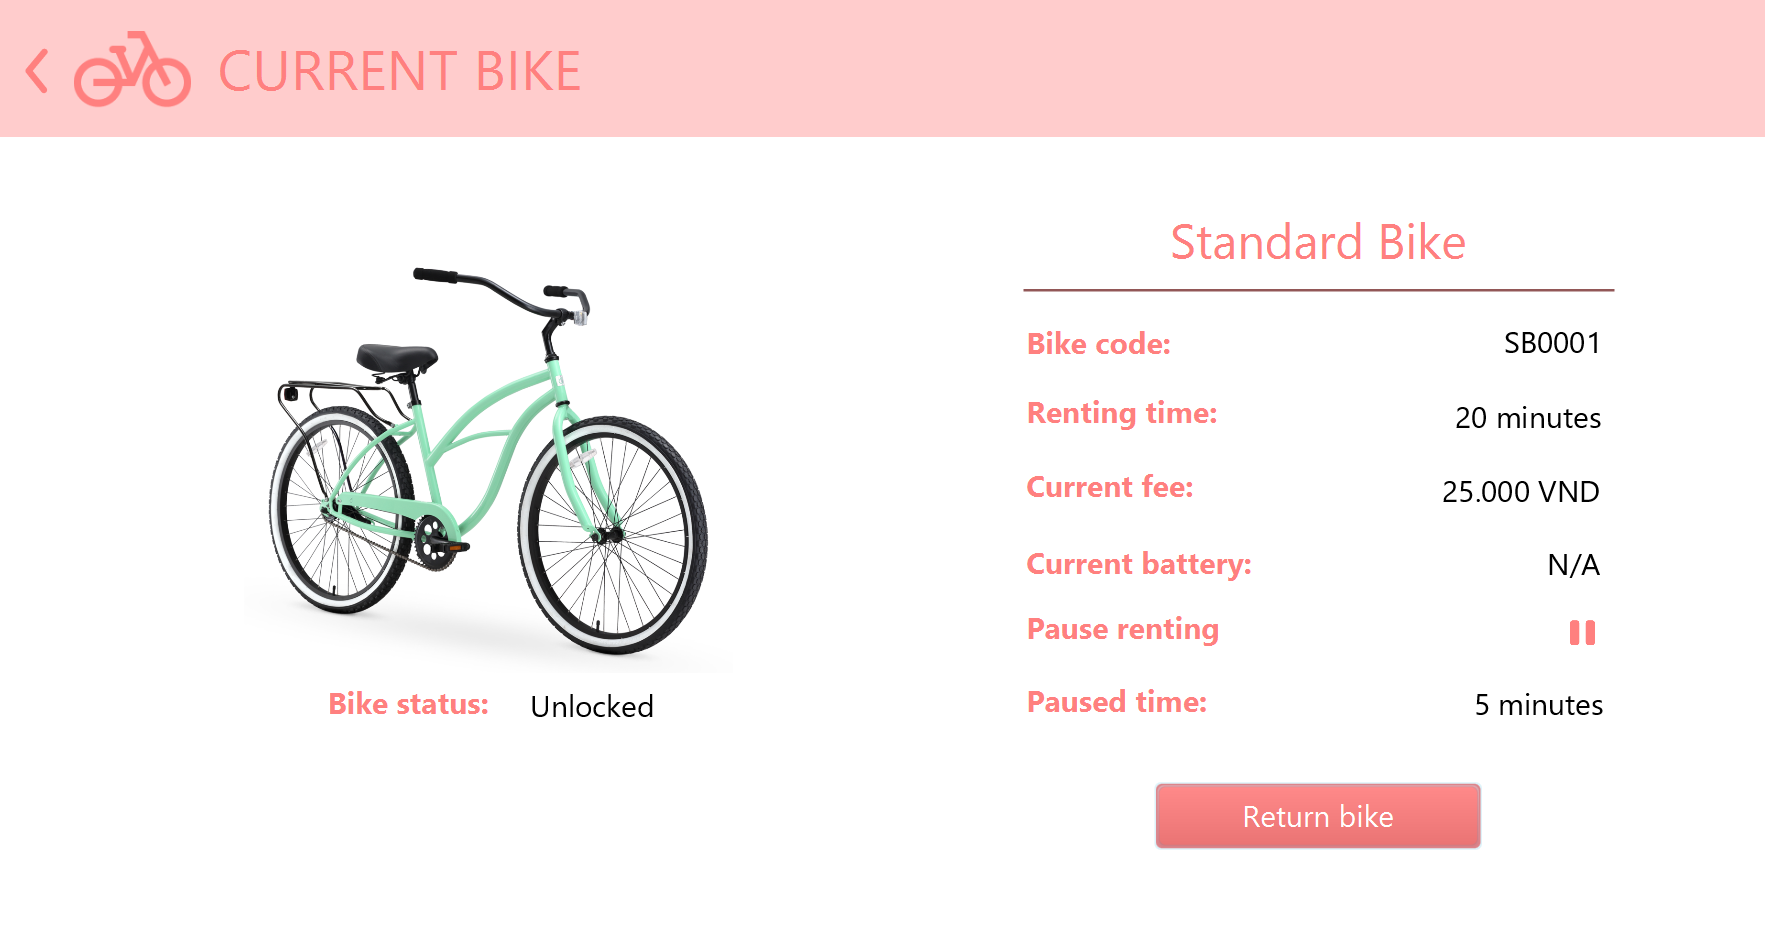 CURRENT BIKE
Standard Bike
Bike code: SB0001
Renting time: 20 minutes
Current fee: 25.000 VND
Current battery: N/A
Pause renting
Paused time: 5 minutes
Bike status: Unlocked
Return bike